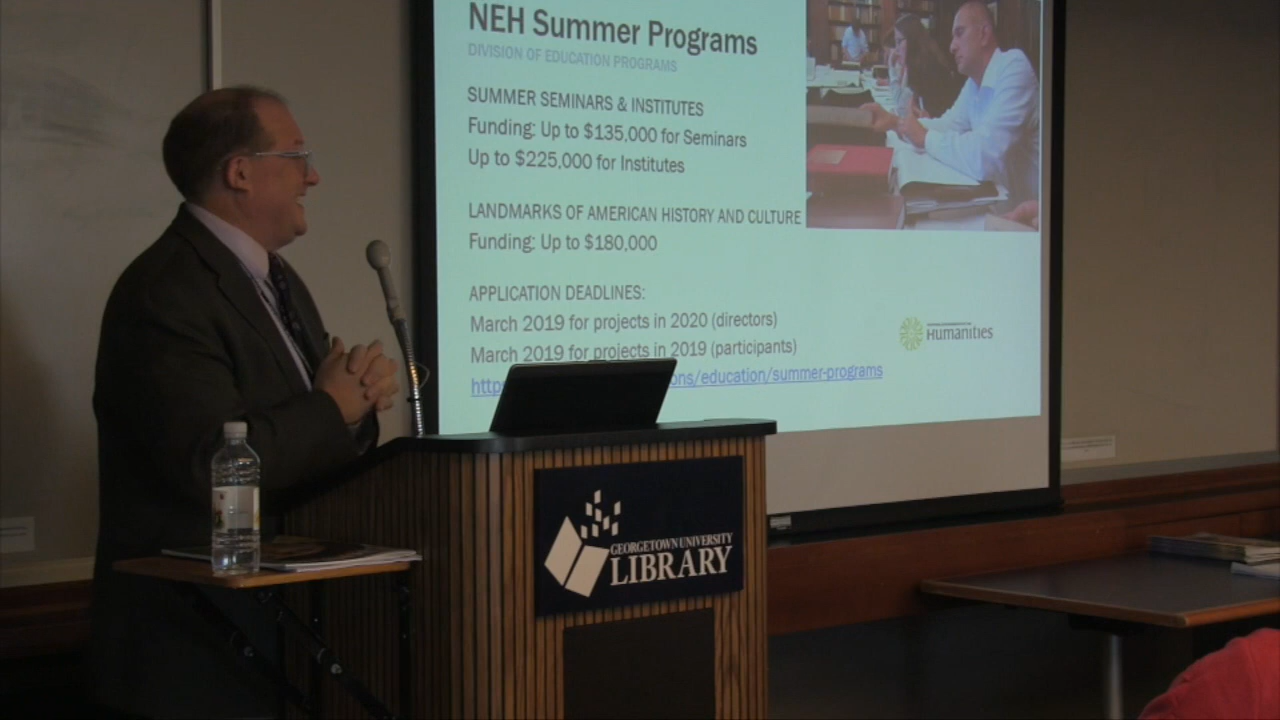 NEH Summer Programs
DIVISION OF EDUCATION PROGRAMS
SUMMER SEMINARS & INSTITUTES
Funding: Up to $135,000 for Seminars
Up to $225,000 for Institutes
LANDMARKS OF AMERICAN HISTORY AND CULTURE
Funding: Up to $180,000
APPLICATION DEADLINES:
March 2019 for projects in 2020 (directors)
March 2019 for projects in 2019 (participants)
http ons/education/summer-programs
Humanities
GEORGETOWN UNIVERSITY
LIBRARY